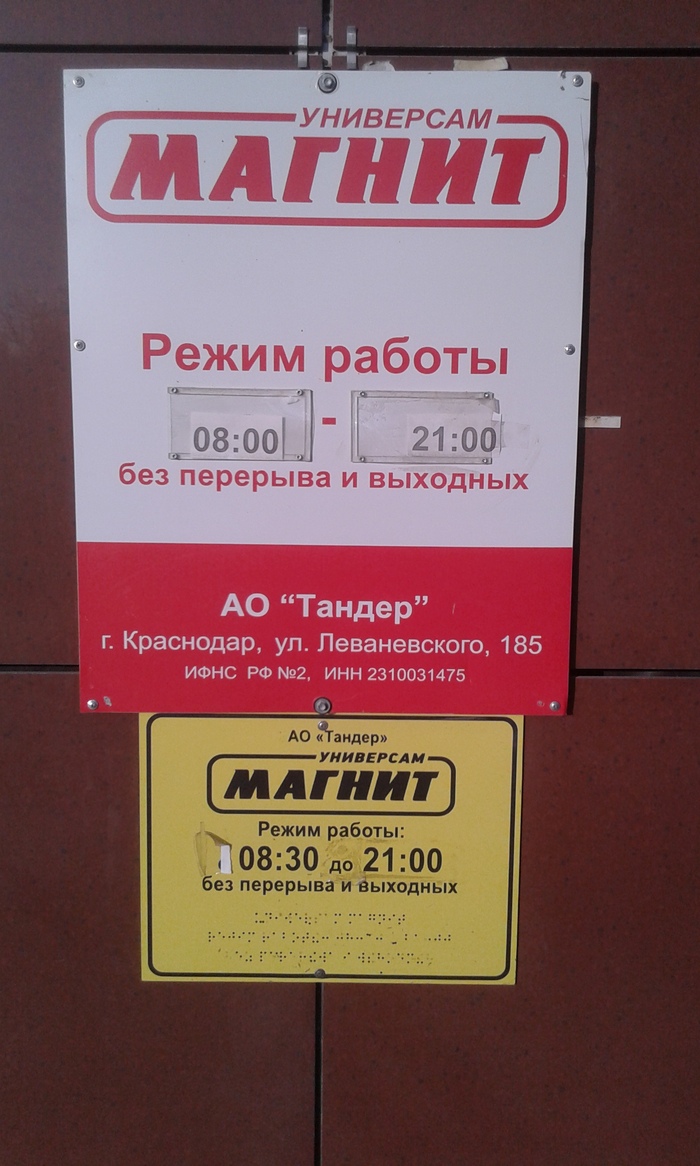 УНИВЕРСАМ
МАГНИТ
Режим работы
08:00 - 21:00
без перерыва и выходных
АО “Тандер”
г. Краснодар, ул. Леваневского, 185
ИФНС РФ №2, ИНН 2310031475
АО «Тандер»
УНИВЕРСАМ
МАГНИТ
Режим работы:
08:30 до 21:00
без перерыва и выходных